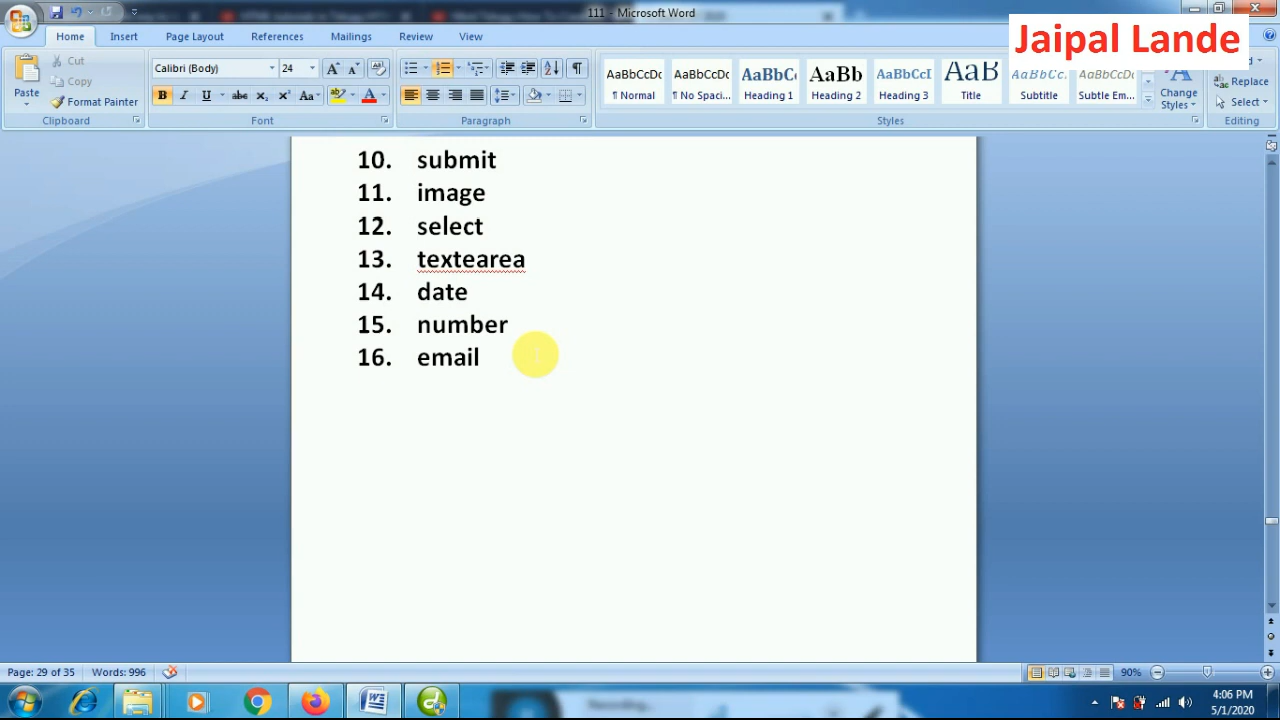 111 - Microsoft Word
Jaipal Lande
Home Insert Page Layout References Mailings Review View
Paste
Cut
Copy
Format Painter
Clipboard
Calibri (Body) 24
Font
Paragraph
AaBbCcDc AaBbCcDc AaBbC AaBb AaBbCcI AaB AaBbCc. AaBbCcDc
¶ Normal ¶ No Spaci... Heading 1 Heading 2 Heading 3 Title Subtitle Subtle Em...
Change Styles
Styles
Replace
Select
Editing
10. submit
11. image
12. select
13. textearea
14. date
15. number
16. email
Page: 29 of 35 Words: 996 90%
Recording...
4:06 PM
5/1/2020